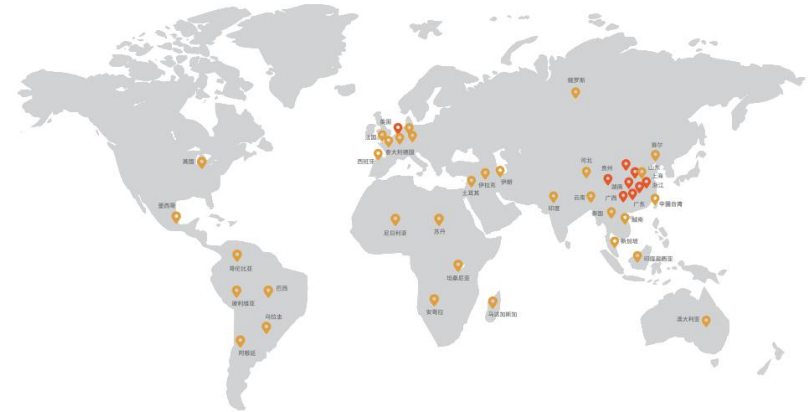 俄罗斯
英国
法国
意大利
德国
西班牙
美国
墨西哥
土耳其
伊拉克
伊朗
河北
贵州
首尔
山东
上海
湖南
浙江
云南
广西
广东
中国台湾
印度
泰国
越南
新加坡
印度尼西亚
尼日利亚
苏丹
坦桑尼亚
安哥拉
马达加斯加
哥伦比亚
玻利维亚
巴西
乌拉圭
阿根廷
澳大利亚